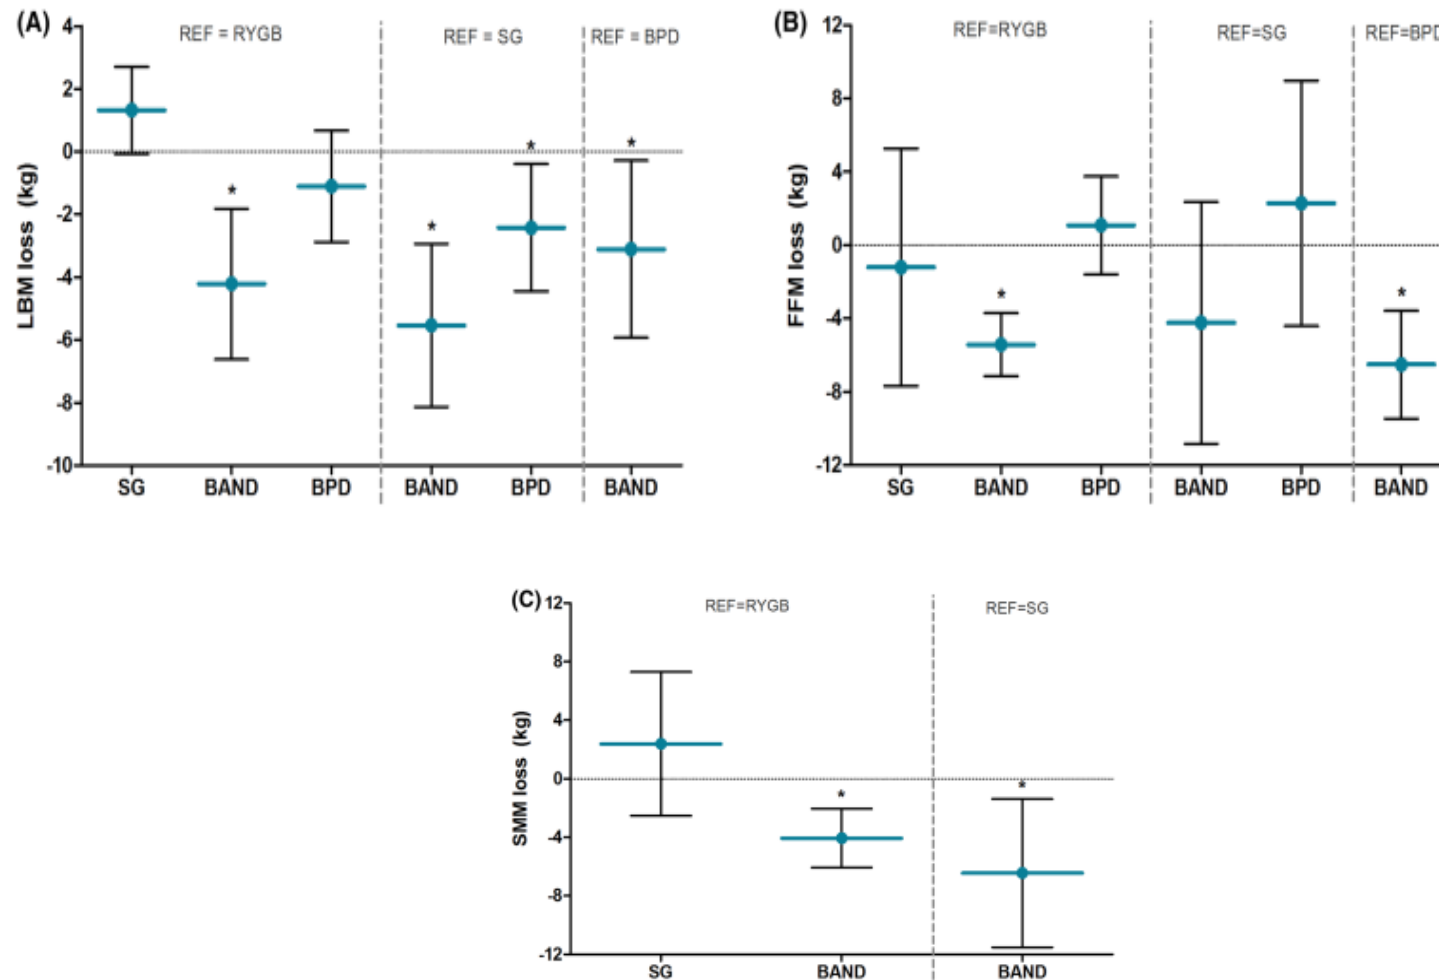 (A)
REF = RYGB
REF = SG
REF = BPD
LBM loss (kg)
4
2
0
-2
-4
-6
-8
-10
*
*
*
*
SG
BAND
BPD
BAND
BPD
BAND
(B)
REF=RYGB
REF=SG
REF=BPD
FFM loss (kg)
12
8
4
0
-4
-8
-12
*
*
SG
BAND
BPD
BAND
BPD
BAND
(C)
REF=RYGB
REF=SG
SMM loss (kg)
12
8
4
0
-4
-8
-12
*
*
SG
BAND
BAND